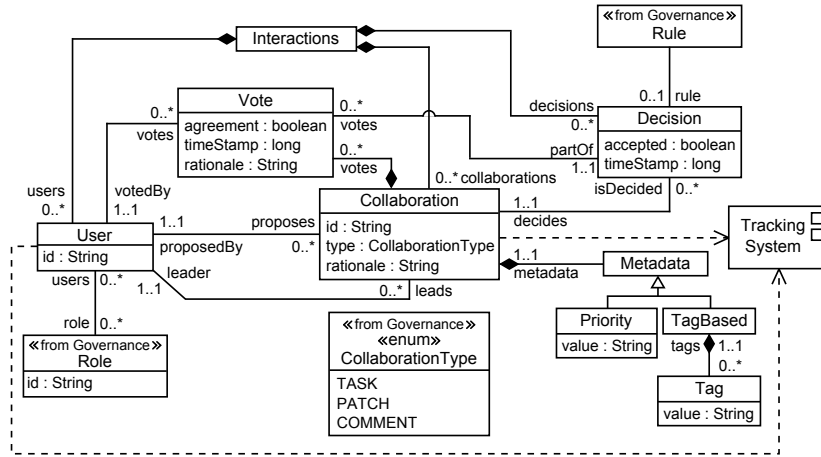 Interactions
«from Governance»
Rule
0..1 rule
Vote
agreement : boolean
timeStamp : long
rationale : String
0..*
votes
0..*
votes
0..*
votes
decisions
0..*
Decision
accepted : boolean
timeStamp : long
partOf
1..1
isDecided
0..*
users
0..*
votedBy
1..1
0..* collaborations
Collaboration
id : String
type : CollaborationType
rationale : String
1..1
decides
User
id : String
1..1
proposedBy
proposes
0..*
Tracking
System
users 0..*
leader
1..1
0..* leads
1..1
metadata
Metadata
role 0..*
«from Governance»
Role
id : String
«from Governance»
«enum»
CollaborationType
TASK
PATCH
COMMENT
Priority
value : String
TagBased
tags 1..1
0..*
Tag
value : String